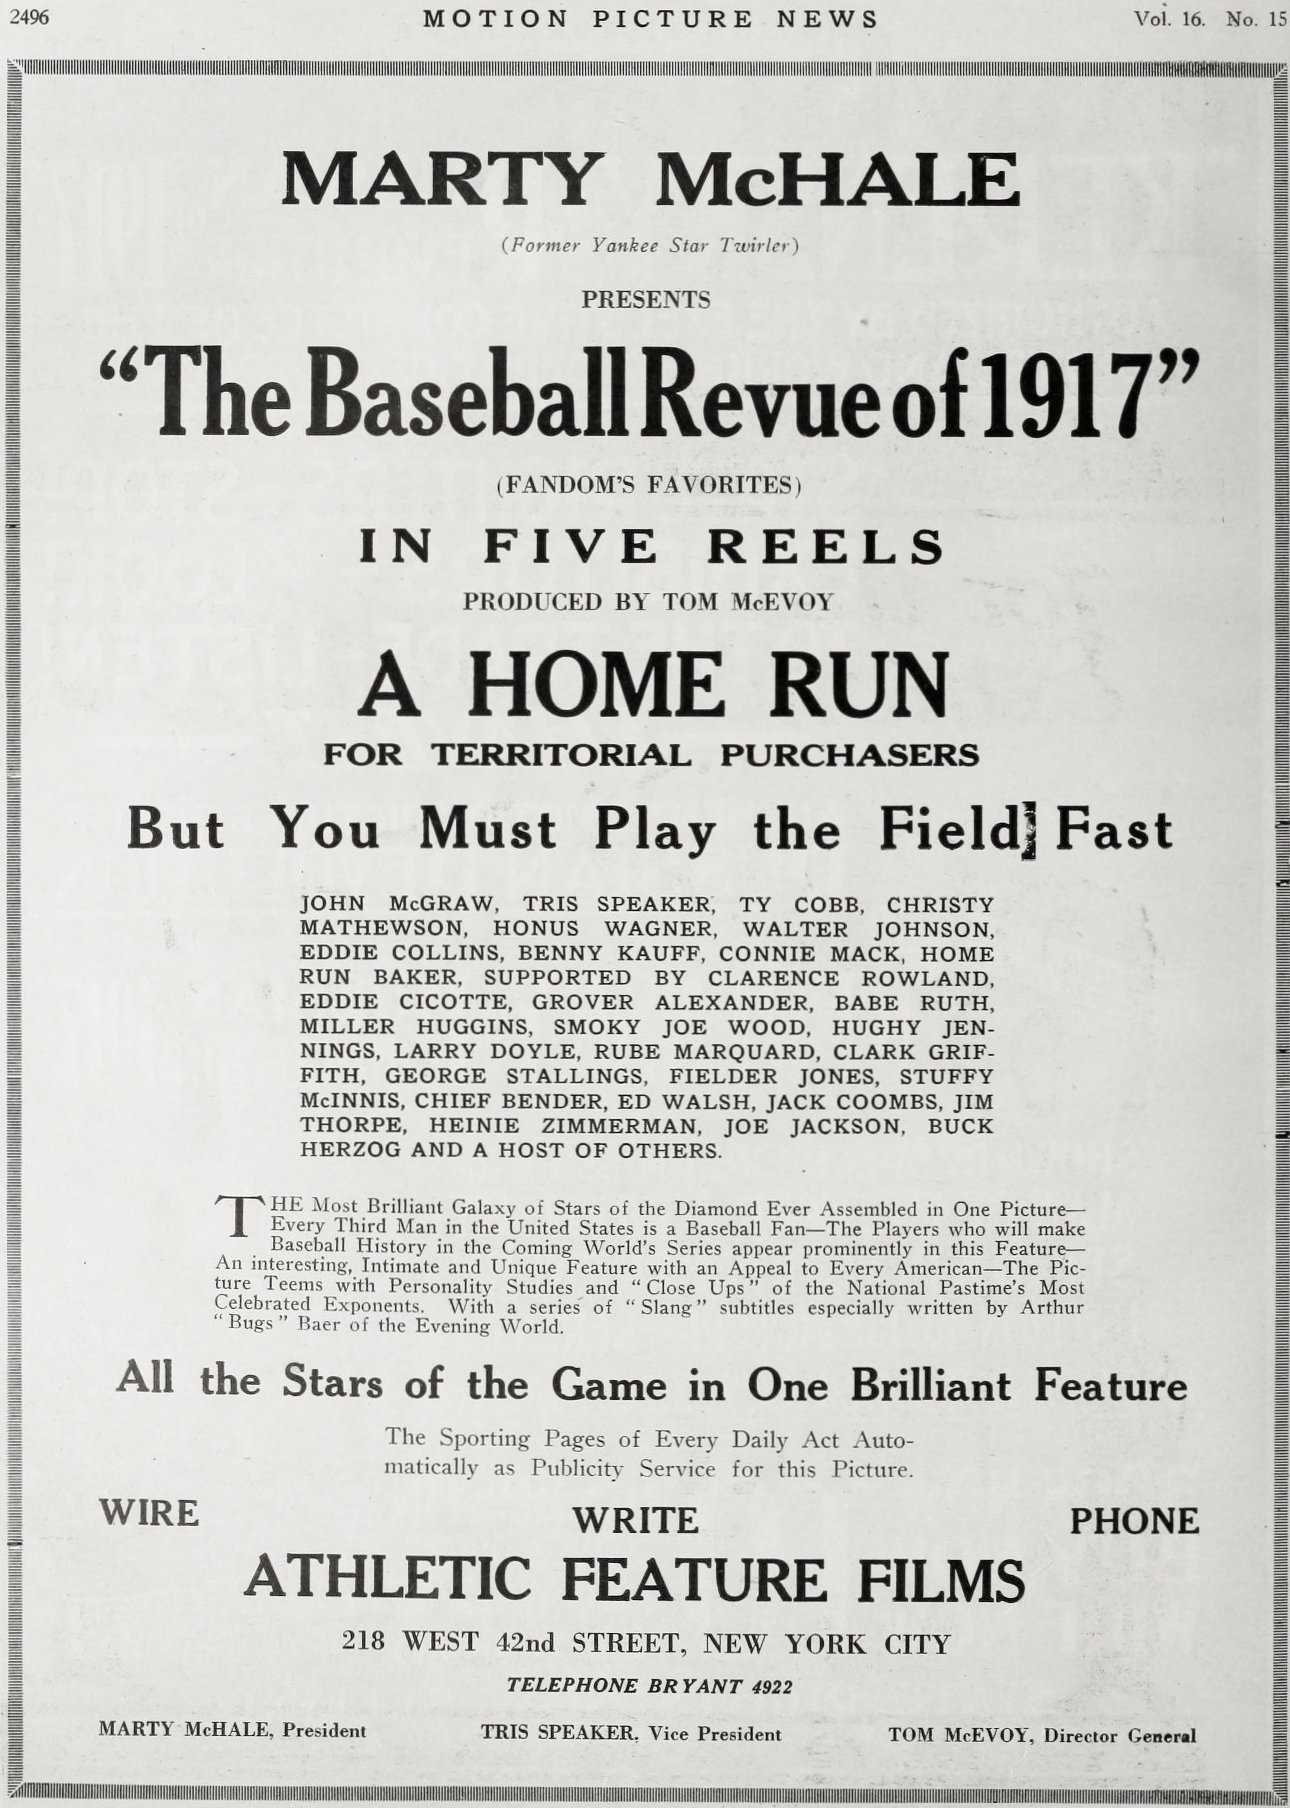 2496
MOTION PICTURE NEWS
Vol. 16. No. 15
MARTY McHALE
(Former Yankee Star Twirler)
PRESENTS
“The Baseball Revue of 1917”
(FANDOM'S FAVORITES)
IN FIVE REELS
PRODUCED BY TOM McEVOY
A HOME RUN
FOR TERRITORIAL PURCHASERS
But You Must Play the Field Fast
JOHN McGRAW, TRIS SPEAKER, TY COBB, CHRISTY
MATHEWSON, HONUS WAGNER, WALTER JOHNSON,
EDDIE COLLINS, BENNY KAUFF, CONNIE MACK, HOME
RUN BAKER, SUPPORTED BY CLARENCE ROWLAND,
EDDIE CICOTTE, GROVER ALEXANDER, BABE RUTH,
MILLER HUGGINS, SMOKY JOE WOOD, HUGHY JEN-
NINGS, LARRY DOYLE, RUBE MARQUARD, CLARK GRIF-
FITH, GEORGE STALLINGS, FIELDER JONES, STUFFY
McINNIS, CHIEF BENDER, ED WALSH, JACK COOMBS, JIM
THORPE, HEINIE ZIMMERMAN, JOE JACKSON, BUCK
HERZOG AND A HOST OF OTHERS.
THE Most Brilliant Galaxy of Stars of the Diamond Ever Assembled in One Picture—
Every Third Man in the United States is a Baseball Fan—The Players who will make
Baseball History in the Coming World's Series appear prominently in this Feature—
An interesting, Intimate and Unique Feature with an Appeal to Every American—The Pic-
ture Teems with Personality Studies and “Close Ups” of the National Pastime's Most
Celebrated Exponents. With a series of “Slang” subtitles especially written by Arthur
“Bugs” Baer of the Evening World.
All the Stars of the Game in One Brilliant Feature
The Sporting Pages of Every Daily Act Auto-
matically as Publicity Service for this Picture.
WIRE WRITE PHONE
ATHLETIC FEATURE FILMS
218 WEST 42nd STREET, NEW YORK CITY
TELEPHONE BRYANT 4922
MARTY McHALE, President TRIS SPEAKER, Vice President TOM McEVOY, Director General